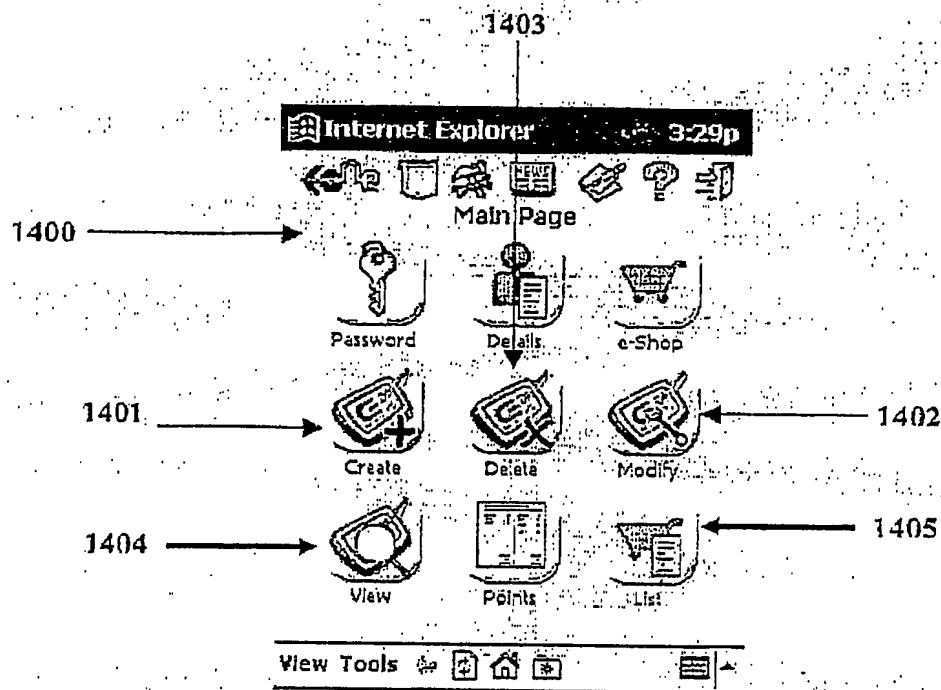 1403
Internet Explorer 3:29p
NEWS
Main Page
1400
Password Details e-Shop
1401
1402
Create Delete Modify
1404
1405
View Points List
View Tools